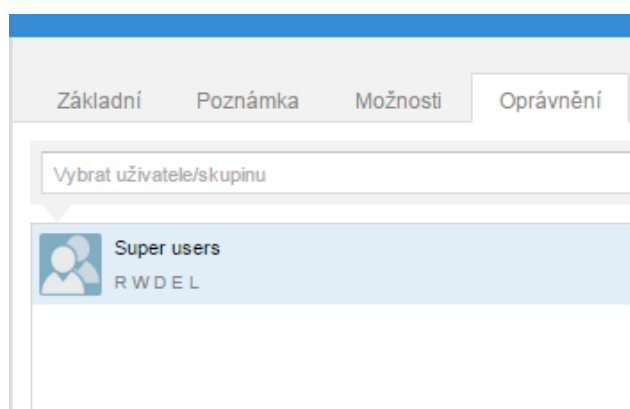 Základní Poznámka Možnosti Oprávnění
Vybrat uživatele/skupinu
Super users
R W D E L